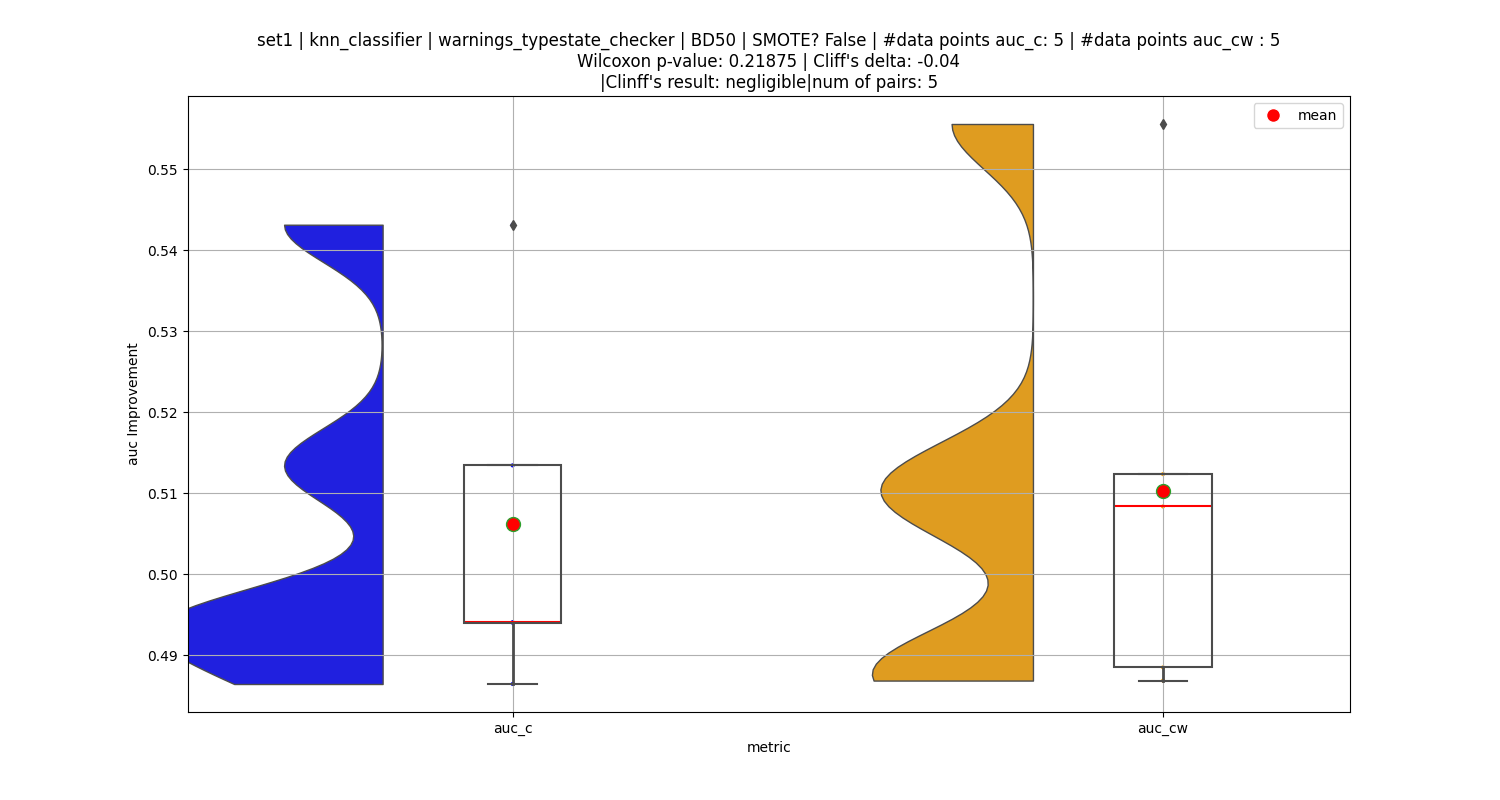 set1 | knn_classifier | warnings_typestate_checker | BD50 | SMOTE? False | #data points auc_c: 5 | #data points auc_cw : 5
Wilcoxon p-value: 0.21875 | Cliff's delta: -0.04
|Clinff's result: negligible|num of pairs: 5
mean
0.55
0.54
0.53
0.52
0.51
0.50
0.49
auc Improvement
auc_c
auc_cw
metric